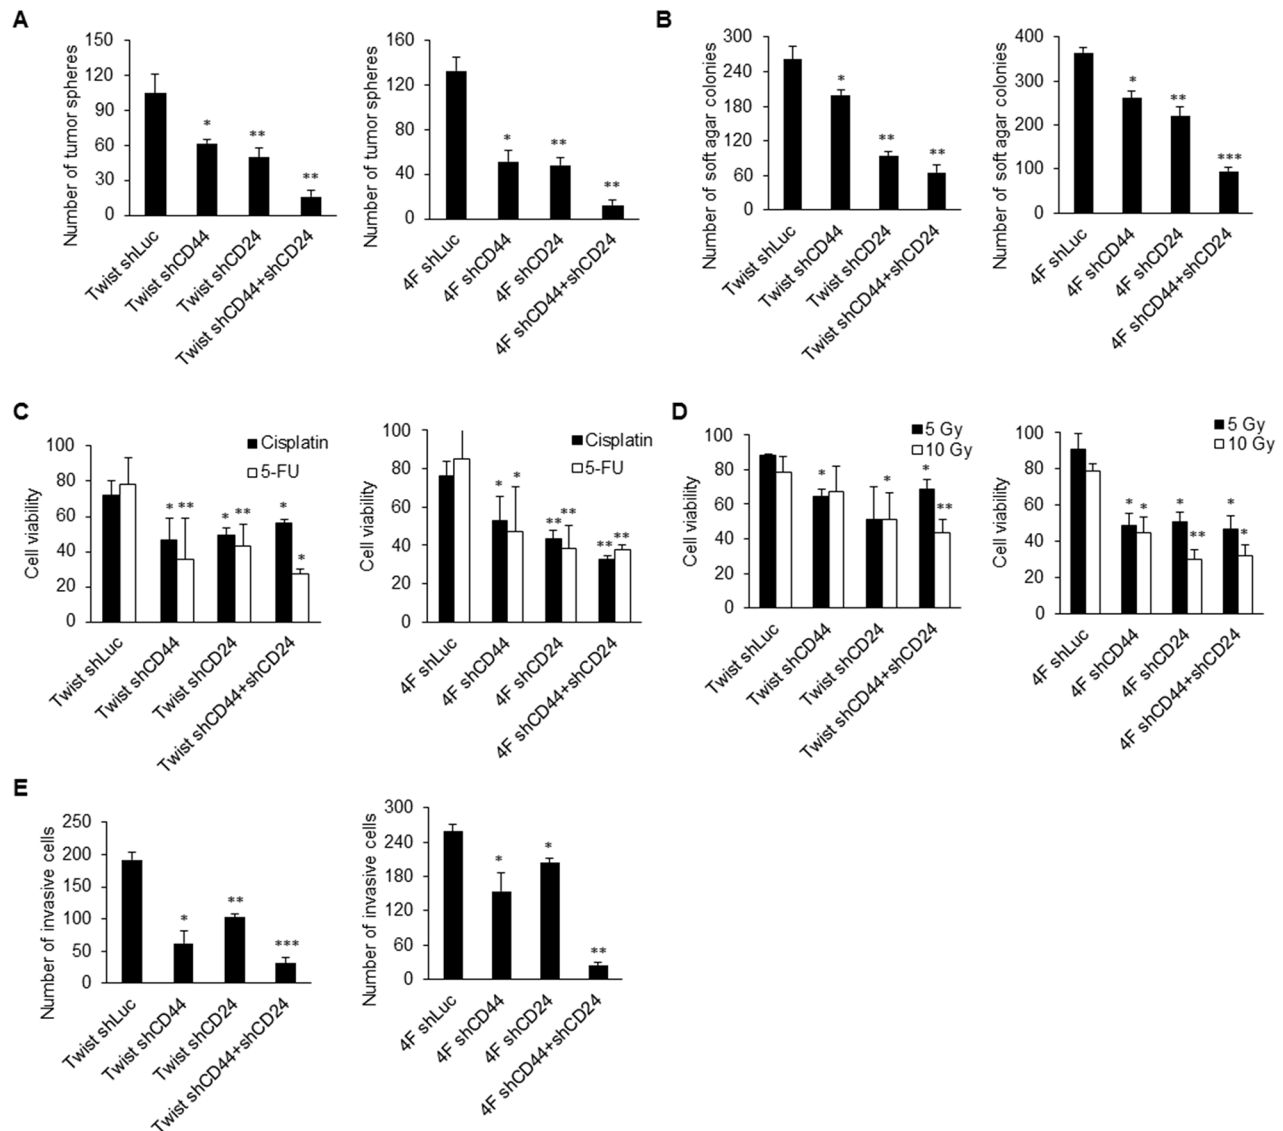 A
Number of tumor spheres
150
120
90
60
30
0
*
**
**
Twist shLuc
Twist shCD44
Twist shCD24
Twist shCD44+shCD24
Number of tumor spheres
160
120
80
40
0
*
**
**
4F shLuc
4F shCD44
4F shCD24
4F shCD44+shCD24
B
Number of soft agar colonies
300
240
180
120
60
0
*
**
**
Twist shLuc
Twist shCD44
Twist shCD24
Twist shCD44+shCD24
Number of soft agar colonies
400
300
200
100
0
*
**
***
4F shLuc
4F shCD44
4F shCD24
4F shCD44+shCD24
C
Cell viability
100
80
60
40
20
0
Cisplatin
5-FU
* **
* **
*
*
Twist shLuc
Twist shCD44
Twist shCD24
Twist shCD44+shCD24
Cell viability
100
80
60
40
20
0
Cisplatin
5-FU
* *
** **
** **
4F shLuc
4F shCD44
4F shCD24
4F shCD44+shCD24
D
Cell viability
100
80
60
40
20
0
5 Gy
10 Gy
*
*
*
**
Twist shLuc
Twist shCD44
Twist shCD24
Twist shCD44+shCD24
Cell viability
100
80
60
40
20
0
5 Gy
10 Gy
* *
* **
* *
4F shLuc
4F shCD44
4F shCD24
4F shCD44+shCD24
E
Number of invasive cells
250
200
150
100
50
0
*
**
***
Twist shLuc
Twist shCD44
Twist shCD24
Twist shCD44+shCD24
Number of invasive cells
300
240
180
120
60
0
*
*
**
4F shLuc
4F shCD44
4F shCD24
4F shCD44+shCD24